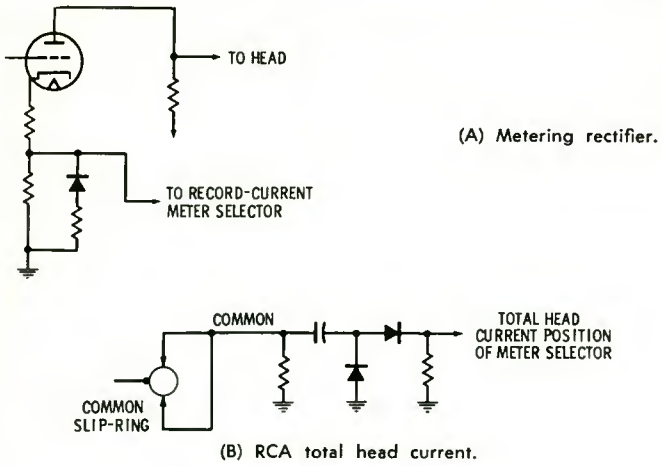 TO HEAD
(A) Metering rectifier.
TO RECORD-CURRENT
METER SELECTOR
COMMON
TOTAL HEAD
CURRENT POSITION
OF METER SELECTOR
COMMON
SLIP-RING
(B) RCA total head current.